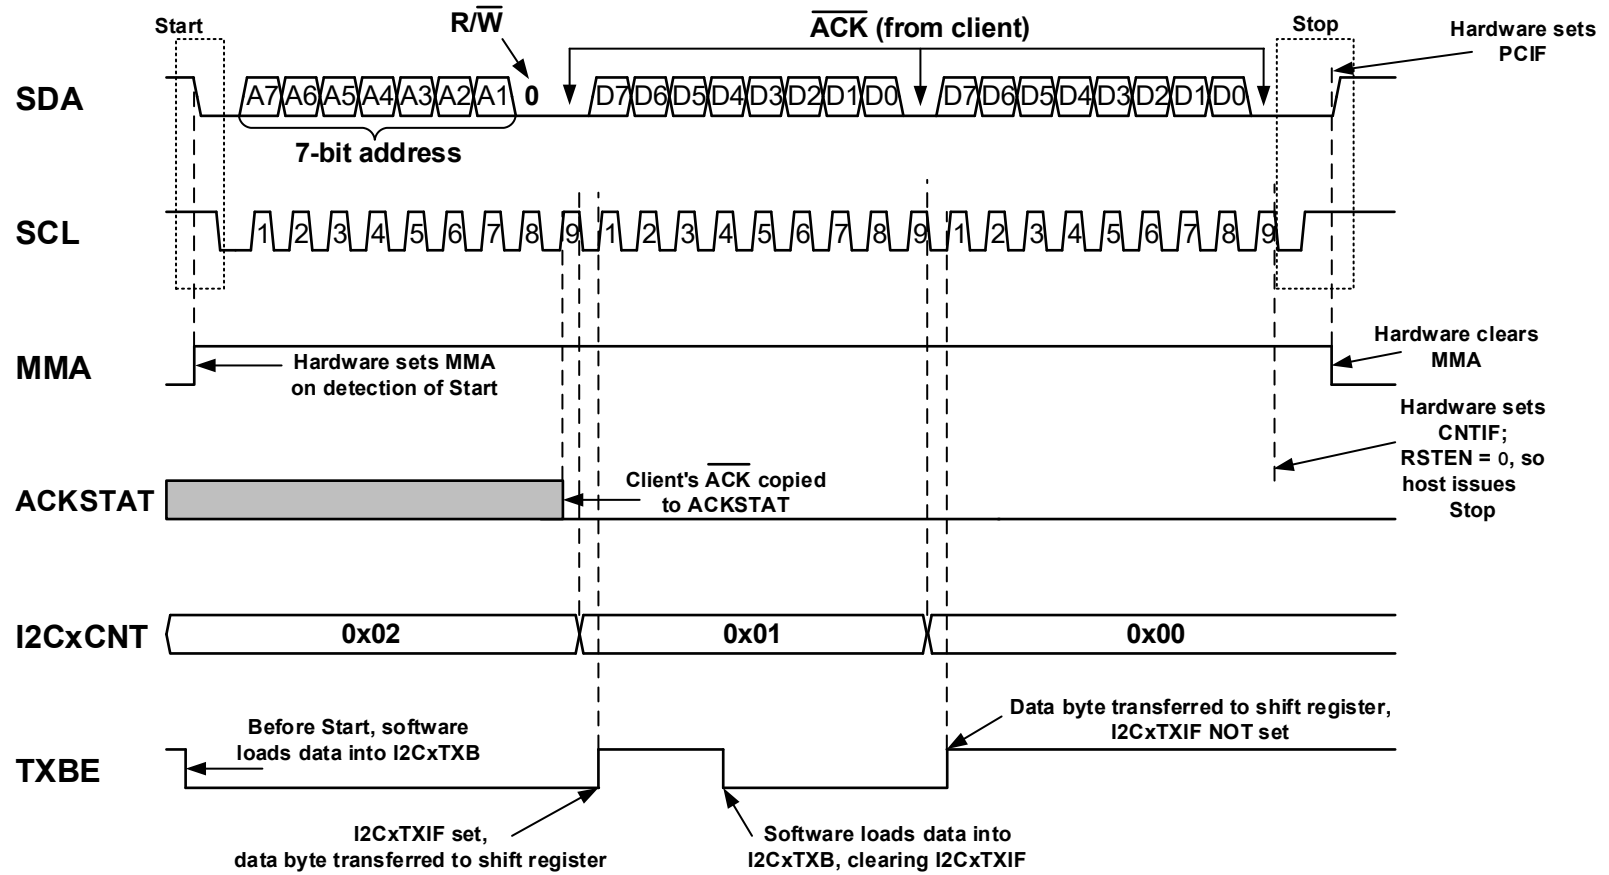 Start
R/W
ACK (from client)
Stop
Hardware sets
PCIF
SDA
A7 A6 A5 A4 A3 A2 A1 0 D7 D6 D5 D4 D3 D2 D1 D0 D7 D6 D5 D4 D3 D2 D1 D0
7-bit address
SCL
1 2 3 4 5 6 7 8 9 1 2 3 4 5 6 7 8 9 1 2 3 4 5 6 7 8 9
MMA
Hardware sets MMA
on detection of Start
Hardware clears
MMA
Hardware sets
CNTIF;
RSTEN = 0, so
host issues
Stop
ACKSTAT
Client's ACK copied
to ACKSTAT
I2CxCNT
0x02 0x01 0x00
TXBE
Before Start, software
loads data into I2CxTXB
Data byte transferred to shift register,
I2CxTXIF NOT set
I2CxTXIF set,
data byte transferred to shift register
Software loads data into
I2CxTXB, clearing I2CxTXIF